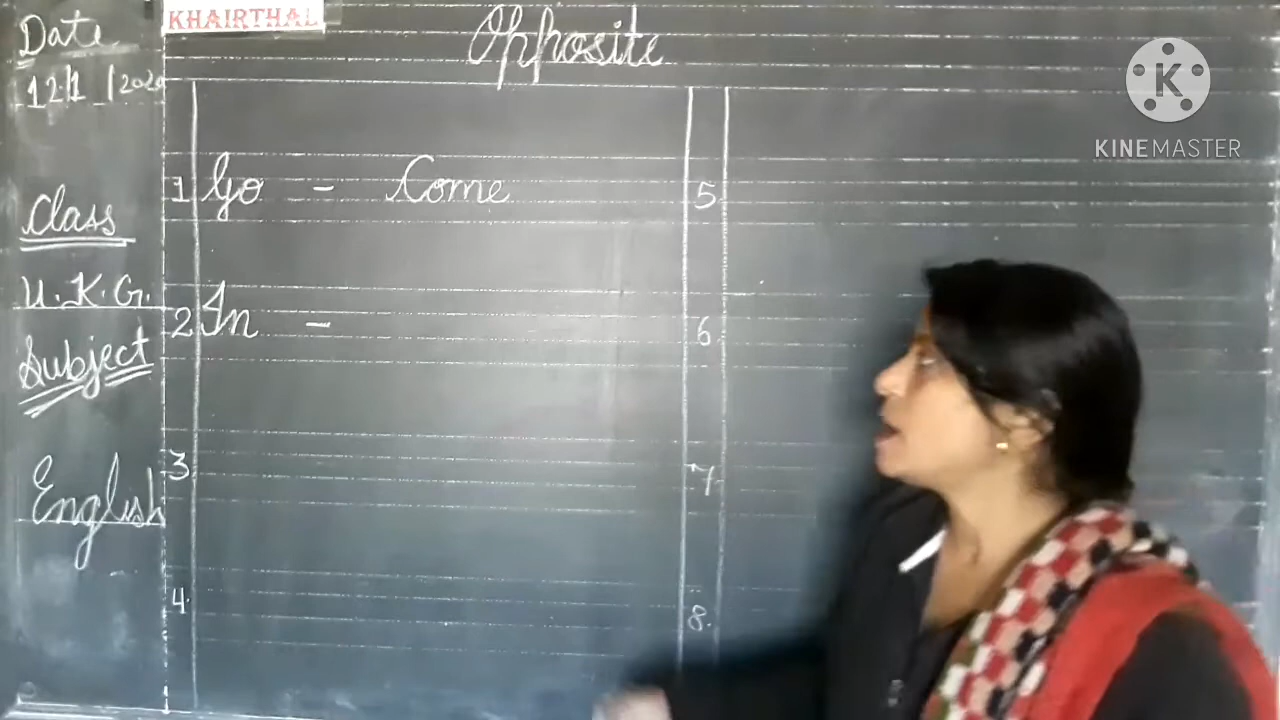 KHAIRTHAL
Date
12/1/2020
Opposite
Class
U.K.G.
Subject
English
1 Go - Come
2 In -
3
4
5
6
7
8
K
KINEMASTER